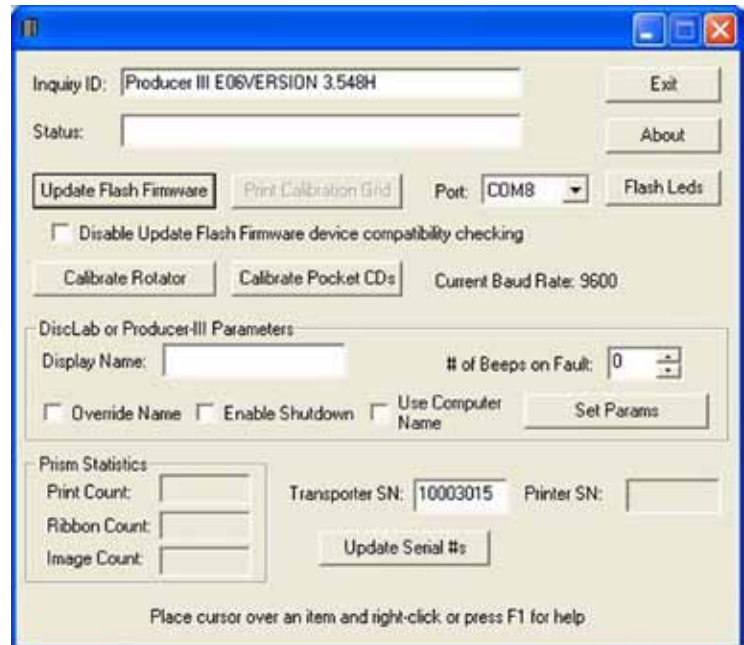 Inquiry ID: Producer III E06VERSION 3.548H Exit
Status: About
Update Flash Firmware Print Calibration Grid Port: COM8 Flash Leds
Disable Update Flash Firmware device compatibility checking
Calibrate Rotator Calibrate Pocket CDs Current Baud Rate: 9600
DiscLab or Producer-III Parameters
Display Name: # of Beeps on Fault: 0
Override Name Enable Shutdown Use Computer Name Set Params
Prism Statistics
Print Count: Transporter SN: 10003015 Printer SN:
Ribbon Count:
Update Serial #s
Image Count:
Place cursor over an item and right-click or press F1 for help